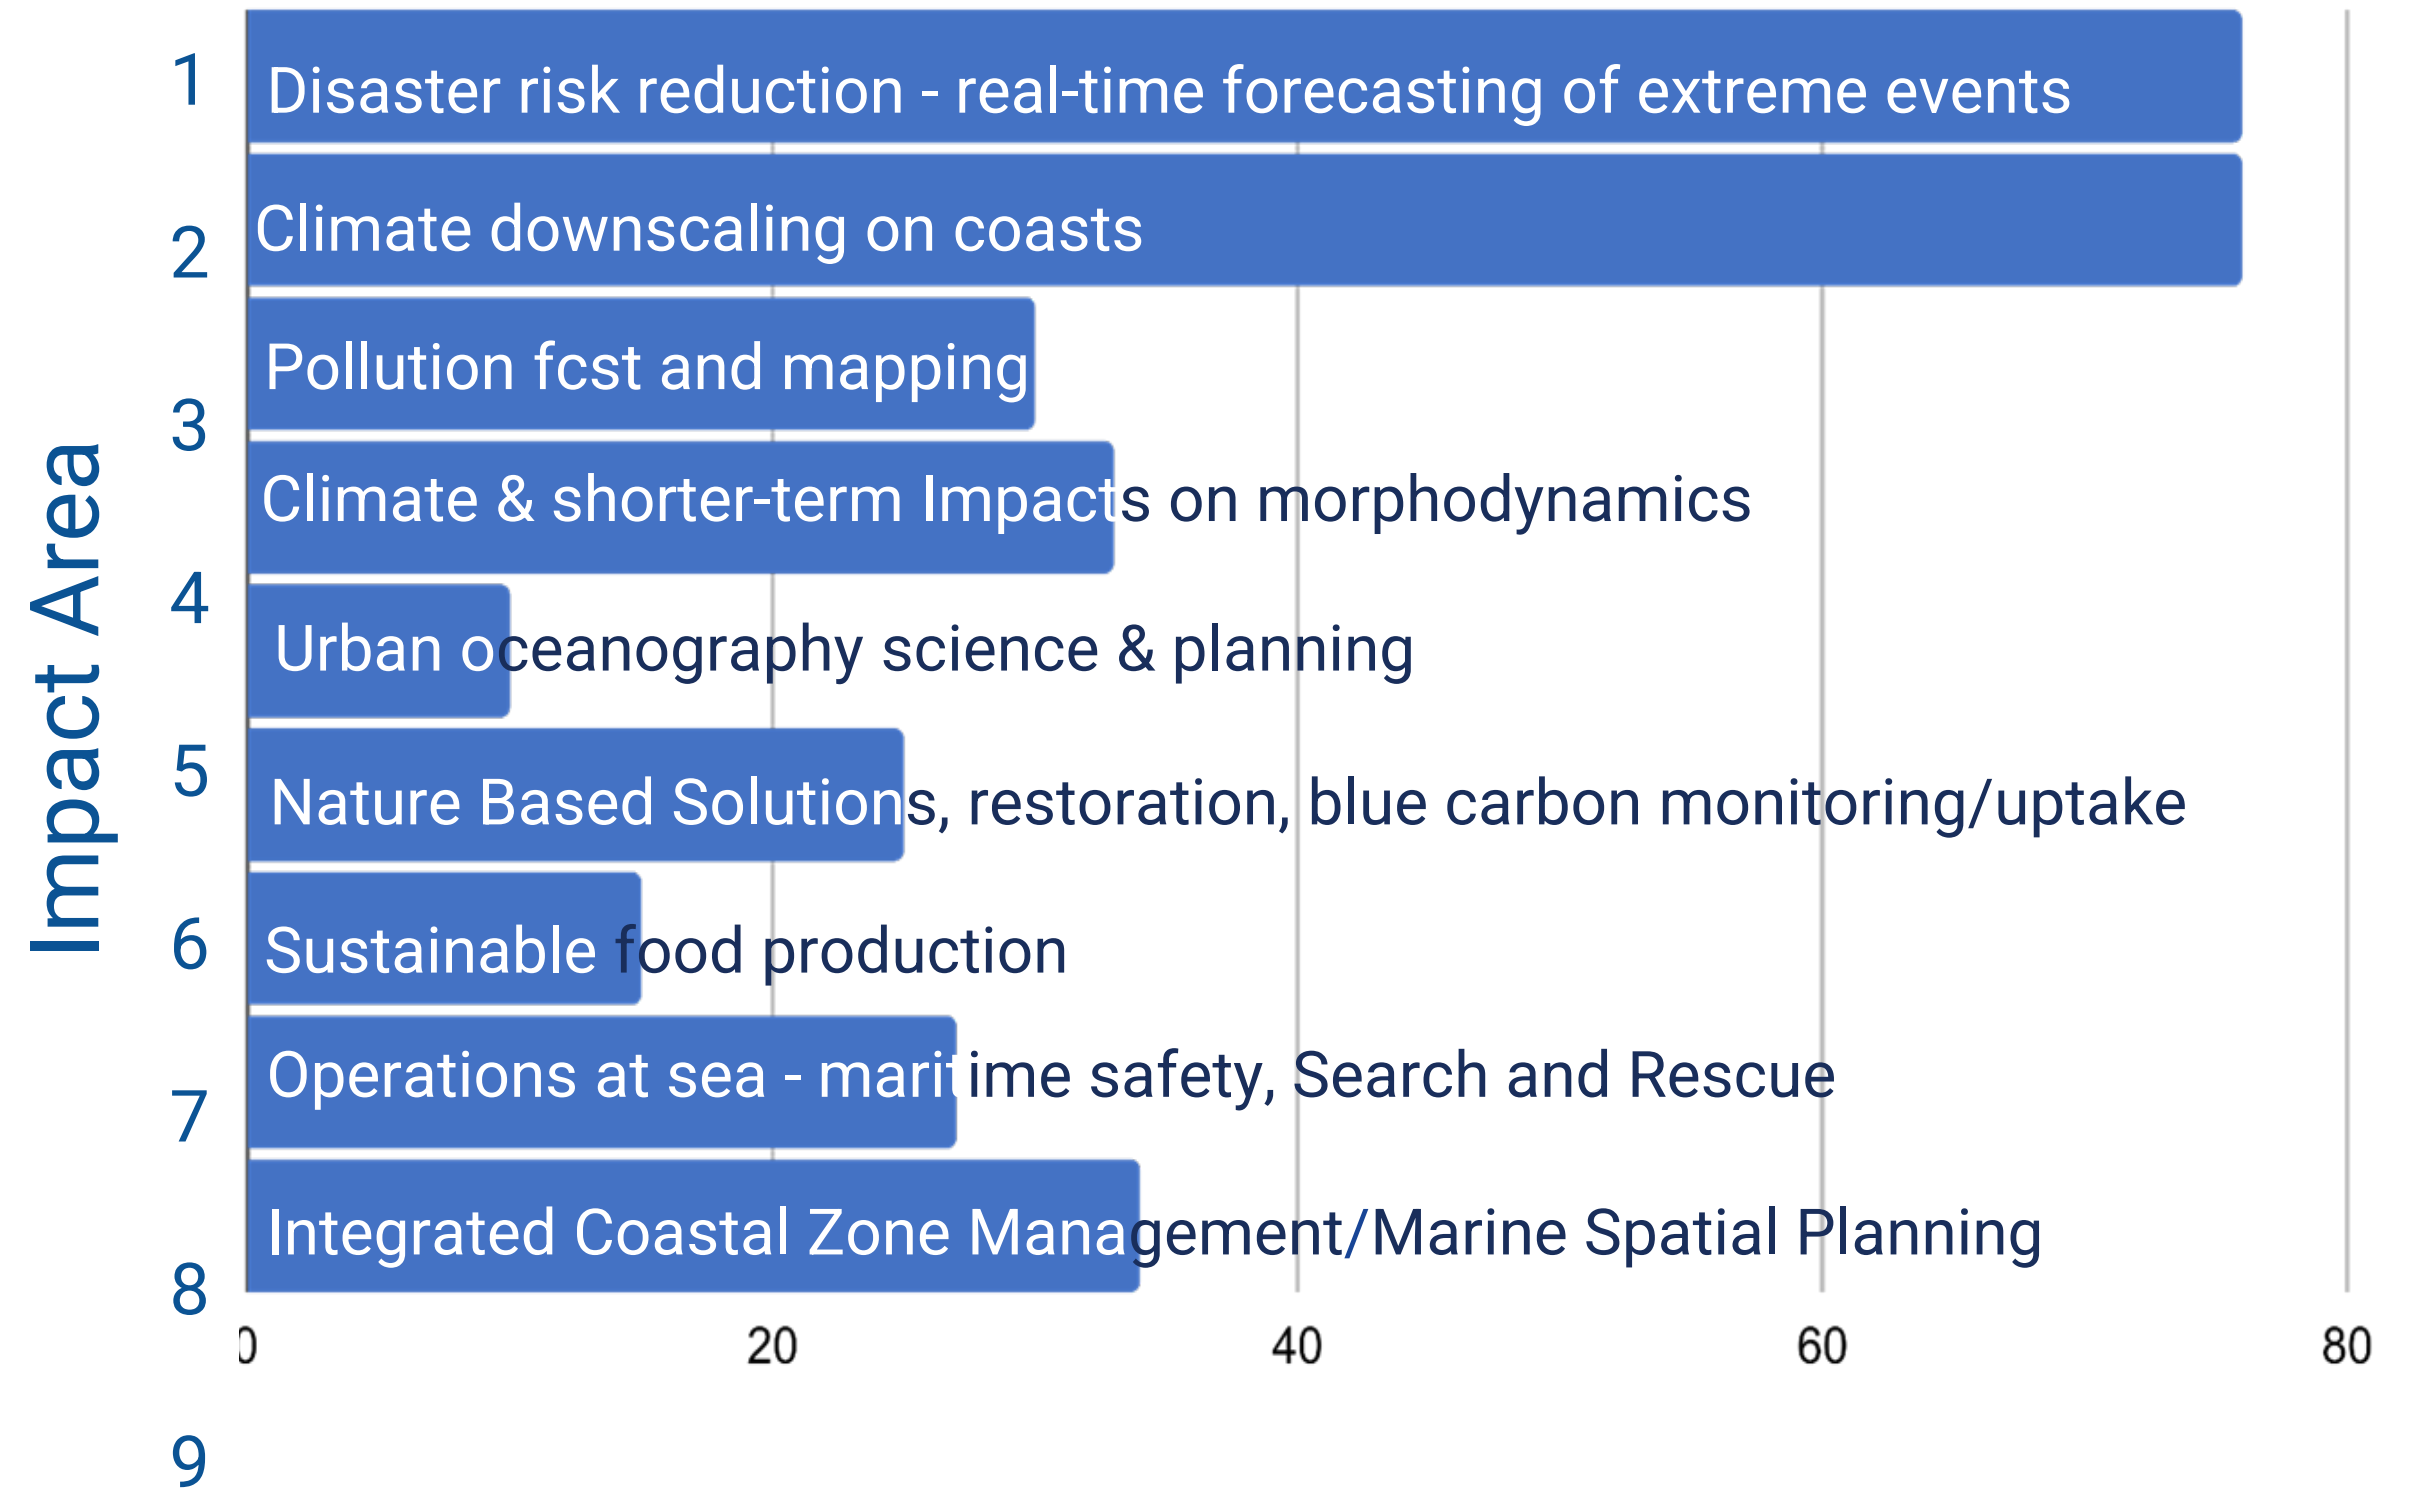 Impact Area
1
Disaster risk reduction - real-time forecasting of extreme events
2
Climate downscaling on coasts
3
Pollution fcst and mapping
Climate & shorter-term Impacts on morphodynamics
4
Urban oceanography science & planning
5
Nature Based Solutions, restoration, blue carbon monitoring/uptake
6
Sustainable food production
7
Operations at sea - maritime safety, Search and Rescue
8
Integrated Coastal Zone Management/Marine Spatial Planning
0 20 40 60 80
9